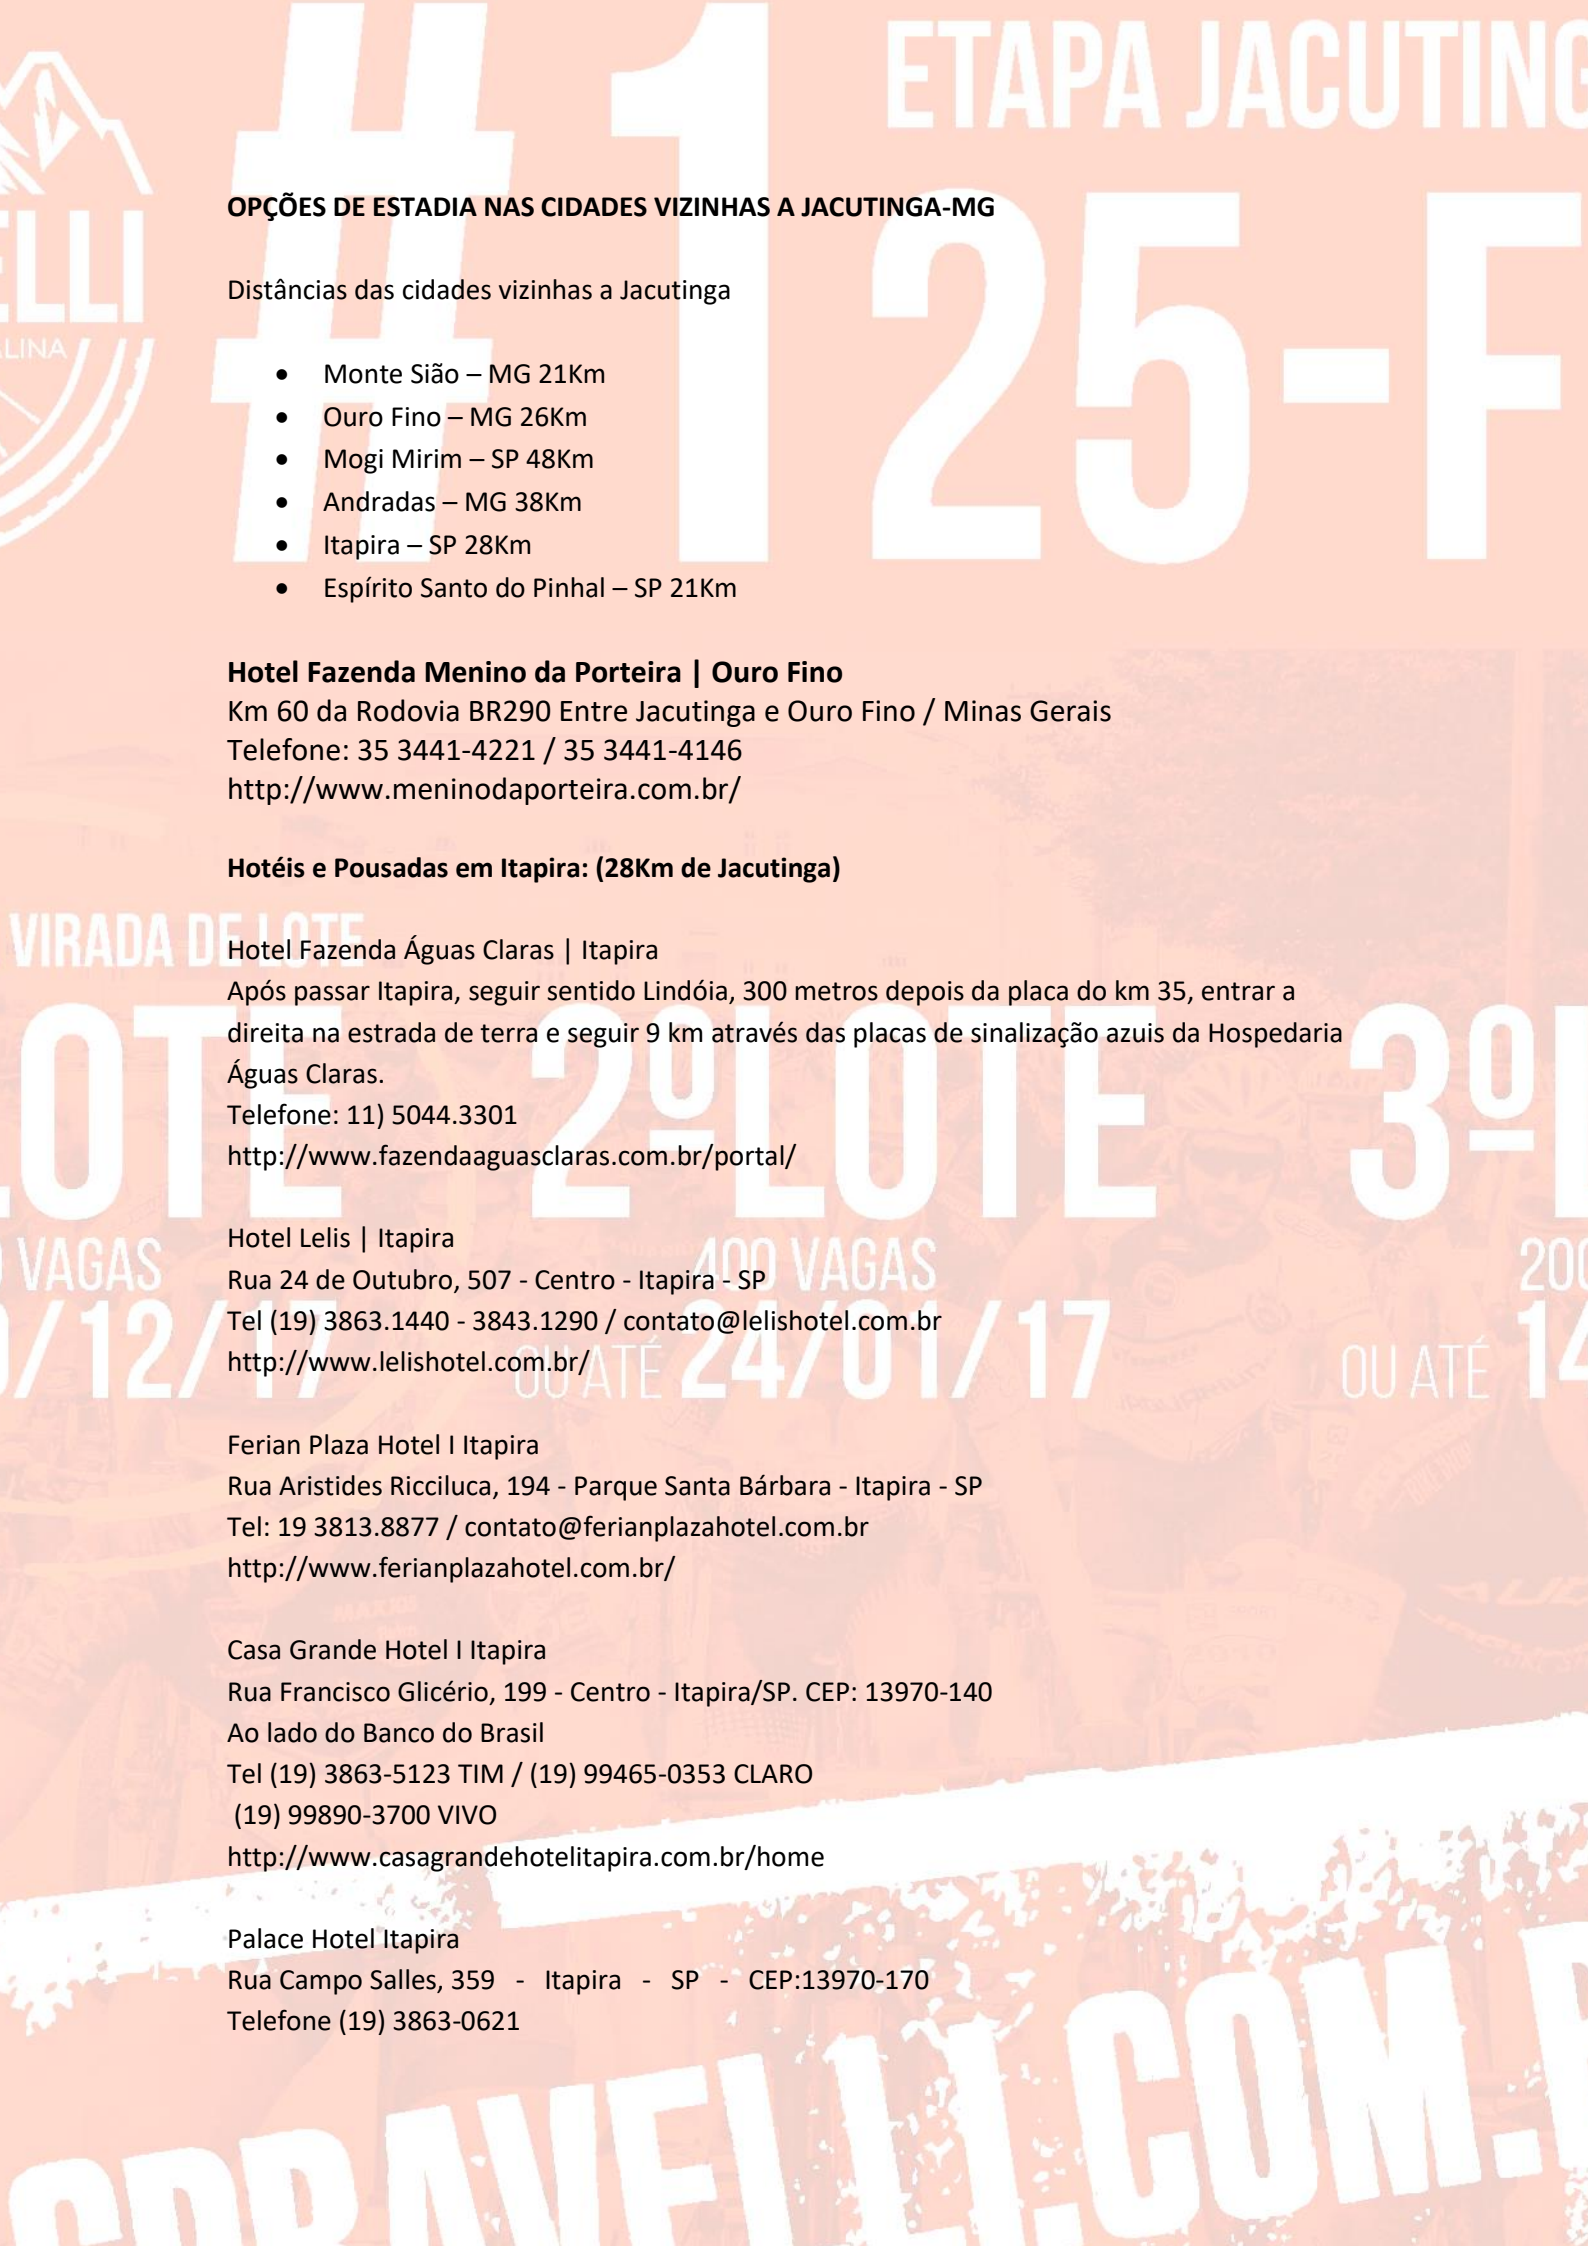 ETAPA JACUTING
#1
25-F
ELLI
ALINA
OPÇÕES DE ESTADIA NAS CIDADES VIZINHAS A JACUTINGA-MG
Distâncias das cidades vizinhas a Jacutinga
• Monte Sião – MG 21Km
• Ouro Fino – MG 26Km
• Mogi Mirim – SP 48Km
• Andradas – MG 38Km
• Itapira – SP 28Km
• Espírito Santo do Pinhal – SP 21Km
Hotel Fazenda Menino da Porteira | Ouro Fino
Km 60 da Rodovia BR290 Entre Jacutinga e Ouro Fino / Minas Gerais
Telefone: 35 3441-4221 / 35 3441-4146
http://www.meninodaporteira.com.br/
Hotéis e Pousadas em Itapira: (28Km de Jacutinga)
VIRADA DE LOTE
Hotel Fazenda Águas Claras | Itapira
Após passar Itapira, seguir sentido Lindóia, 300 metros depois da placa do km 35, entrar a
direita na estrada de terra e seguir 9 km através das placas de sinalização azuis da Hospedaria
Águas Claras.
Telefone: 11) 5044.3301
http://www.fazendaaguasclaras.com.br/portal/
LOTE 2ºLOTE 3º
Hotel Lelis | Itapira
Rua 24 de Outubro, 507 - Centro - Itapira - SP
Tel (19) 3863.1440 - 3843.1290 / contato@lelishotel.com.br
http://www.lelishotel.com.br/
VAGAS 400 VAGAS 200
0/12/17 OU ATÉ 24/01/17 OU ATÉ 14
Ferian Plaza Hotel I Itapira
Rua Aristides Ricciluca, 194 - Parque Santa Bárbara - Itapira - SP
Tel: 19 3813.8877 / contato@ferianplazahotel.com.br
http://www.ferianplazahotel.com.br/
Casa Grande Hotel I Itapira
Rua Francisco Glicério, 199 - Centro - Itapira/SP. CEP: 13970-140
Ao lado do Banco do Brasil
Tel (19) 3863-5123 TIM / (19) 99465-0353 CLARO
(19) 99890-3700 VIVO
http://www.casagrandehotelitapira.com.br/home
Palace Hotel Itapira
Rua Campo Salles, 359 - Itapira - SP - CEP:13970-170
Telefone (19) 3863-0621
RAVELLI.COM.